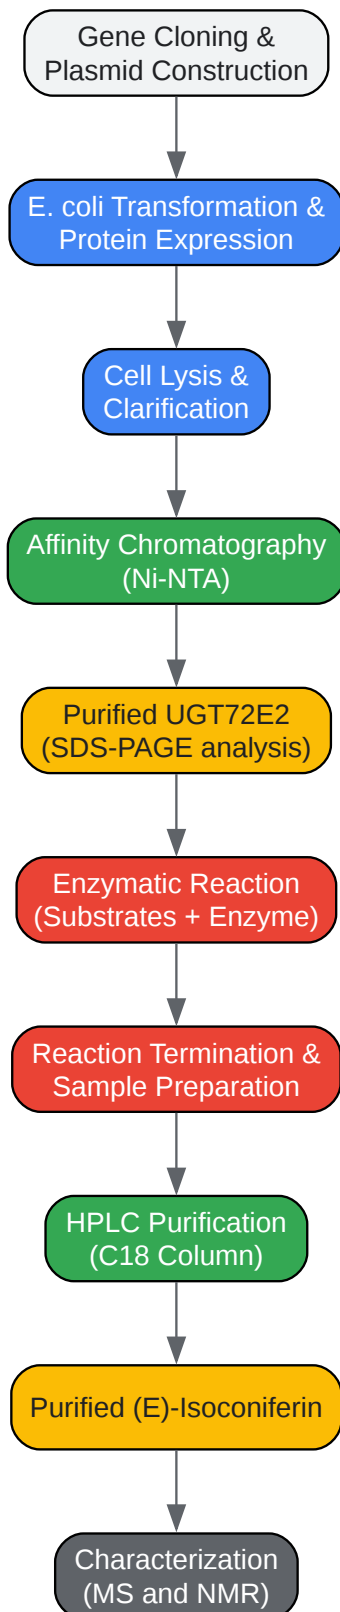 Gene Cloning &
Plasmid Construction
E. coli Transformation &
Protein Expression
Cell Lysis &
Clarification
Affinity Chromatography
(Ni-NTA)
Purified UGT72E2
(SDS-PAGE analysis)
Enzymatic Reaction
(Substrates + Enzyme)
Reaction Termination &
Sample Preparation
HPLC Purification
(C18 Column)
Purified (E)-Isoconiferin
Characterization
(MS and NMR)